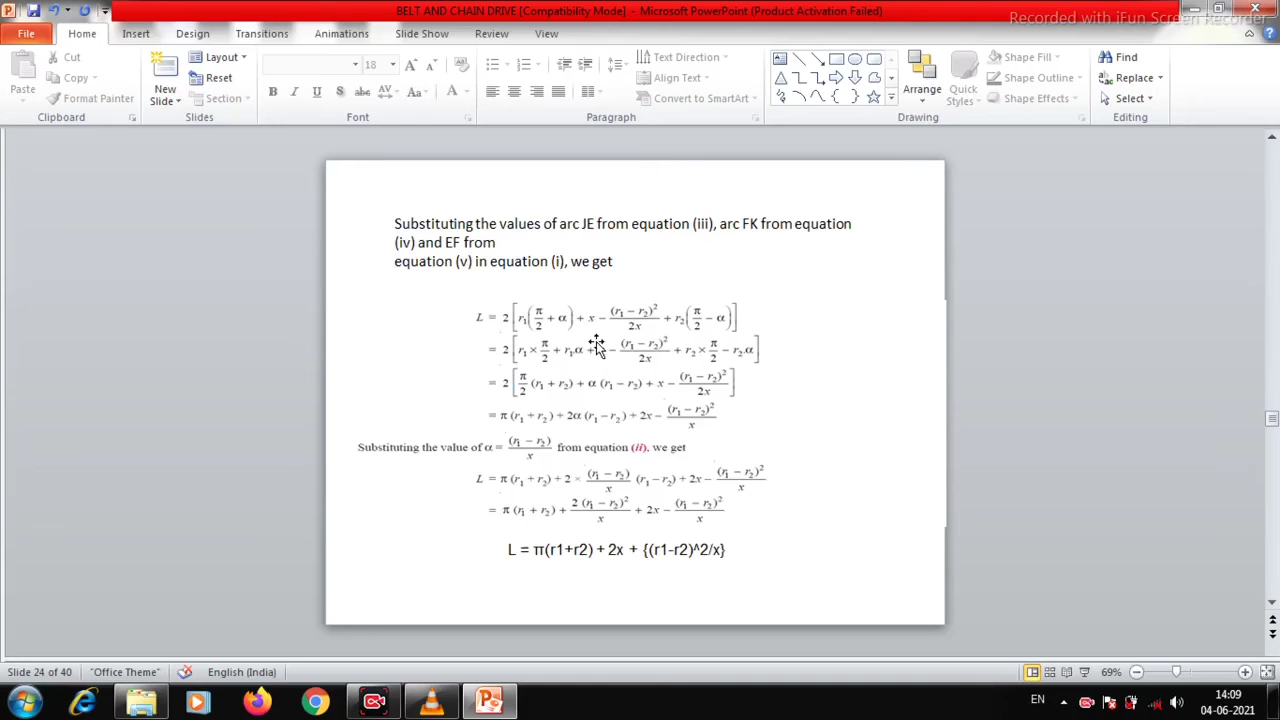 BELT AND CHAIN DRIVE [Compatibility Mode] - Microsoft PowerPoint (Product Activation Failed)
Recorded with iFun Screen Recorder
File Home Insert Design Transitions Animations Slide Show Review View
Cut
Copy
Paste
Format Painter
Clipboard
New
Slide
Layout
Reset
Section
Slides
18
B I U S abc AV Aa A
Font
Text Direction
Align Text
Convert to SmartArt
Paragraph
Arrange
Quick
Styles
Shape Fill
Shape Outline
Shape Effects
Drawing
Find
Replace
Select
Editing
Substituting the values of arc JE from equation (iii), arc FK from equation
(iv) and EF from
equation (v) in equation (i), we get
L = 2 [ r₁ ( π/2 + α ) + x − (r₁ − r₂)²/2x + r₂ ( π/2 − α ) ]
= 2 [ r₁ × π/2 + r₁.α + − (r₁ − r₂)²/2x + r₂ × π/2 − r₂.α ]
= 2 [ π/2 (r₁ + r₂) + α (r₁ − r₂) + x − (r₁ − r₂)²/2x ]
= π (r₁ + r₂) + 2α (r₁ − r₂) + 2x − (r₁ − r₂)²/x
Substituting the value of α = (r₁ − r₂)/x from equation (ii), we get
L = π (r₁ + r₂) + 2 × (r₁ − r₂)/x (r₁ − r₂) + 2x − (r₁ − r₂)²/x
= π (r₁ + r₂) + 2 (r₁ − r₂)²/x + 2x − (r₁ − r₂)²/x
L = π(r1+r2) + 2x + {(r1-r2)^2/x}
Slide 24 of 40 "Office Theme" English (India) 69%
EN 14:09
04-06-2021